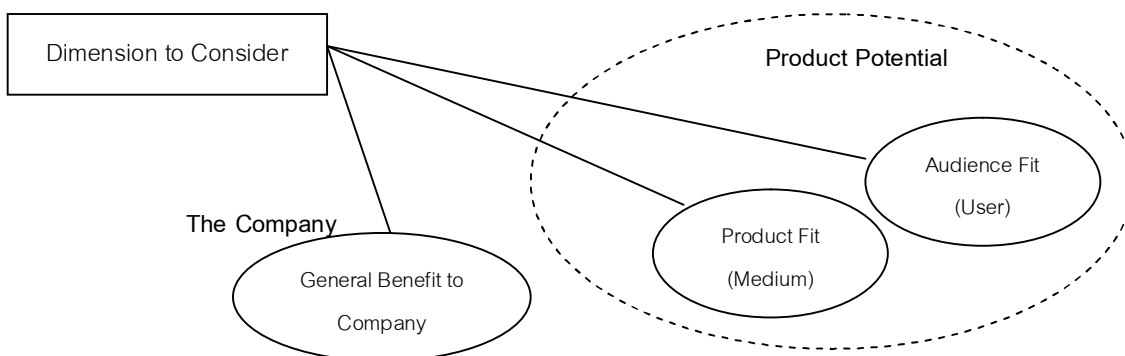 Dimension to Consider
Product Potential
Audience Fit
(User)
The Company
Product Fit
(Medium)
General Benefit to
Company